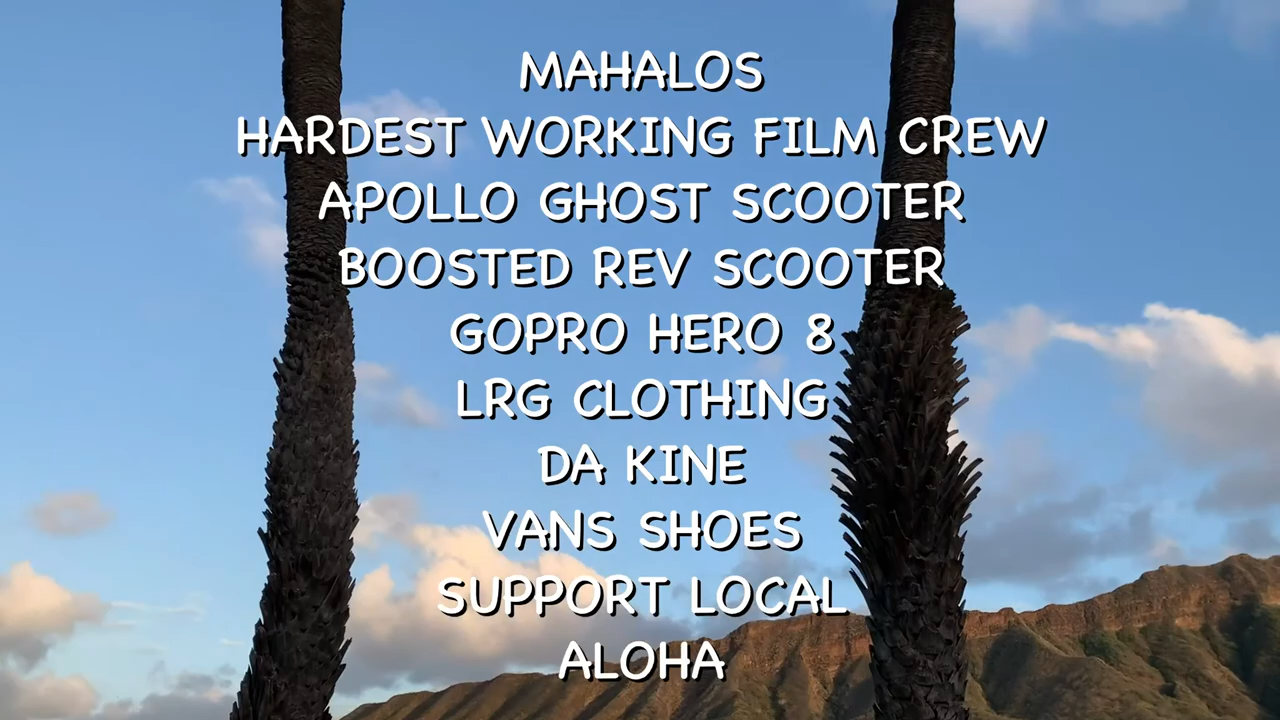 MAHALOS
HARDEST WORKING FILM CREW
APOLLO GHOST SCOOTER
BOOSTED REV SCOOTER
GOPRO HERO 8
LRG CLOTHING
DA KINE
VANS SHOES
SUPPORT LOCAL
ALOHA